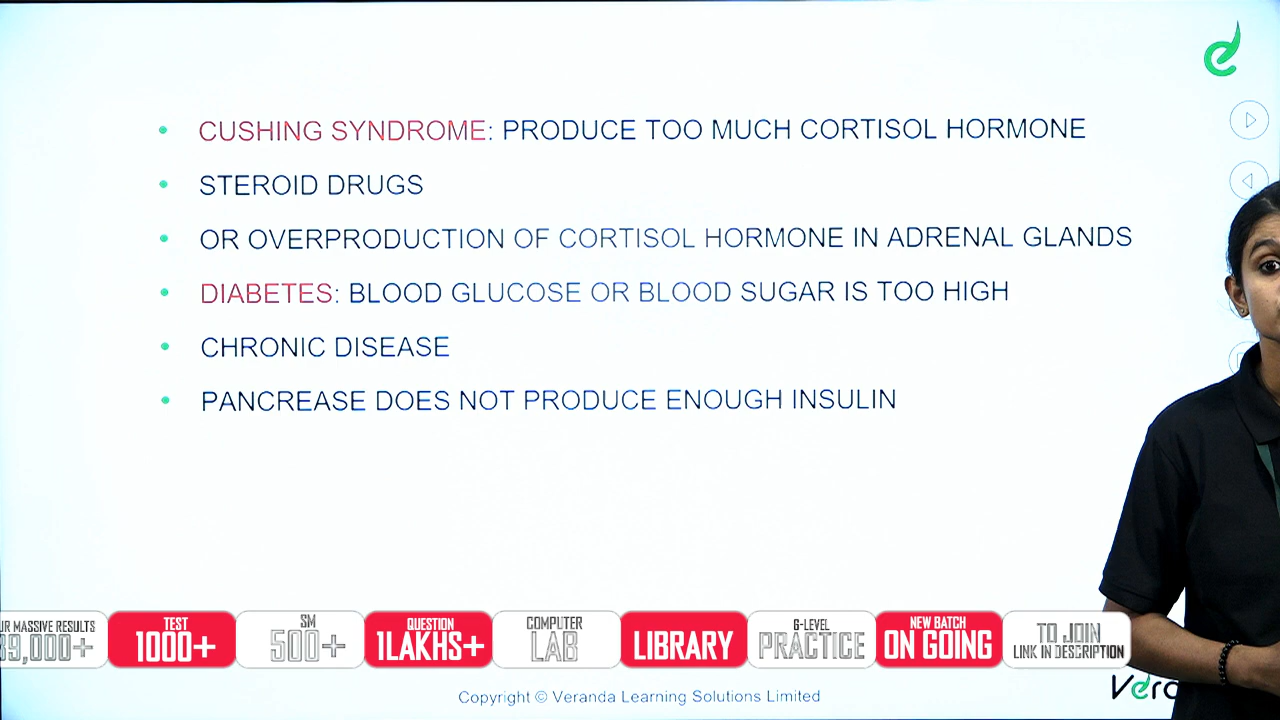 • CUSHING SYNDROME: PRODUCE TOO MUCH CORTISOL HORMONE
• STEROID DRUGS
• OR OVERPRODUCTION OF CORTISOL HORMONE IN ADRENAL GLANDS
• DIABETES: BLOOD GLUCOSE OR BLOOD SUGAR IS TOO HIGH
• CHRONIC DISEASE
• PANCREASE DOES NOT PRODUCE ENOUGH INSULIN
UR MASSIVE RESULTS
39,000+
TEST
1000+
SM
500+
QUESTION
1LAKHS+
COMPUTER
LAB
LIBRARY
G-LEVEL
PRACTICE
NEW BATCH
ON GOING
TO JOIN
LINK IN DESCRIPTION
Vera
Copyright © Veranda Learning Solutions Limited